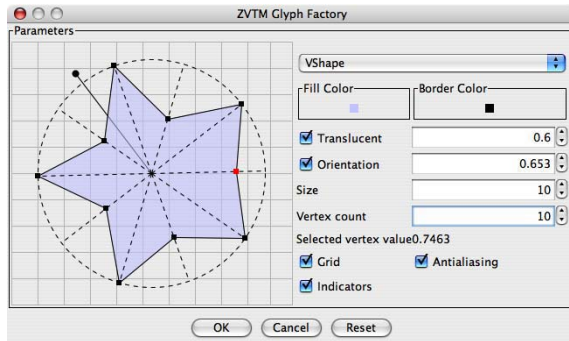 ZVTM Glyph Factory
Parameters
VShape
Fill Color
Border Color
Translucent 0.6
Orientation 0.653
Size 10
Vertex count 10
Selected vertex value0.7463
Grid Antialiasing
Indicators
OK Cancel Reset